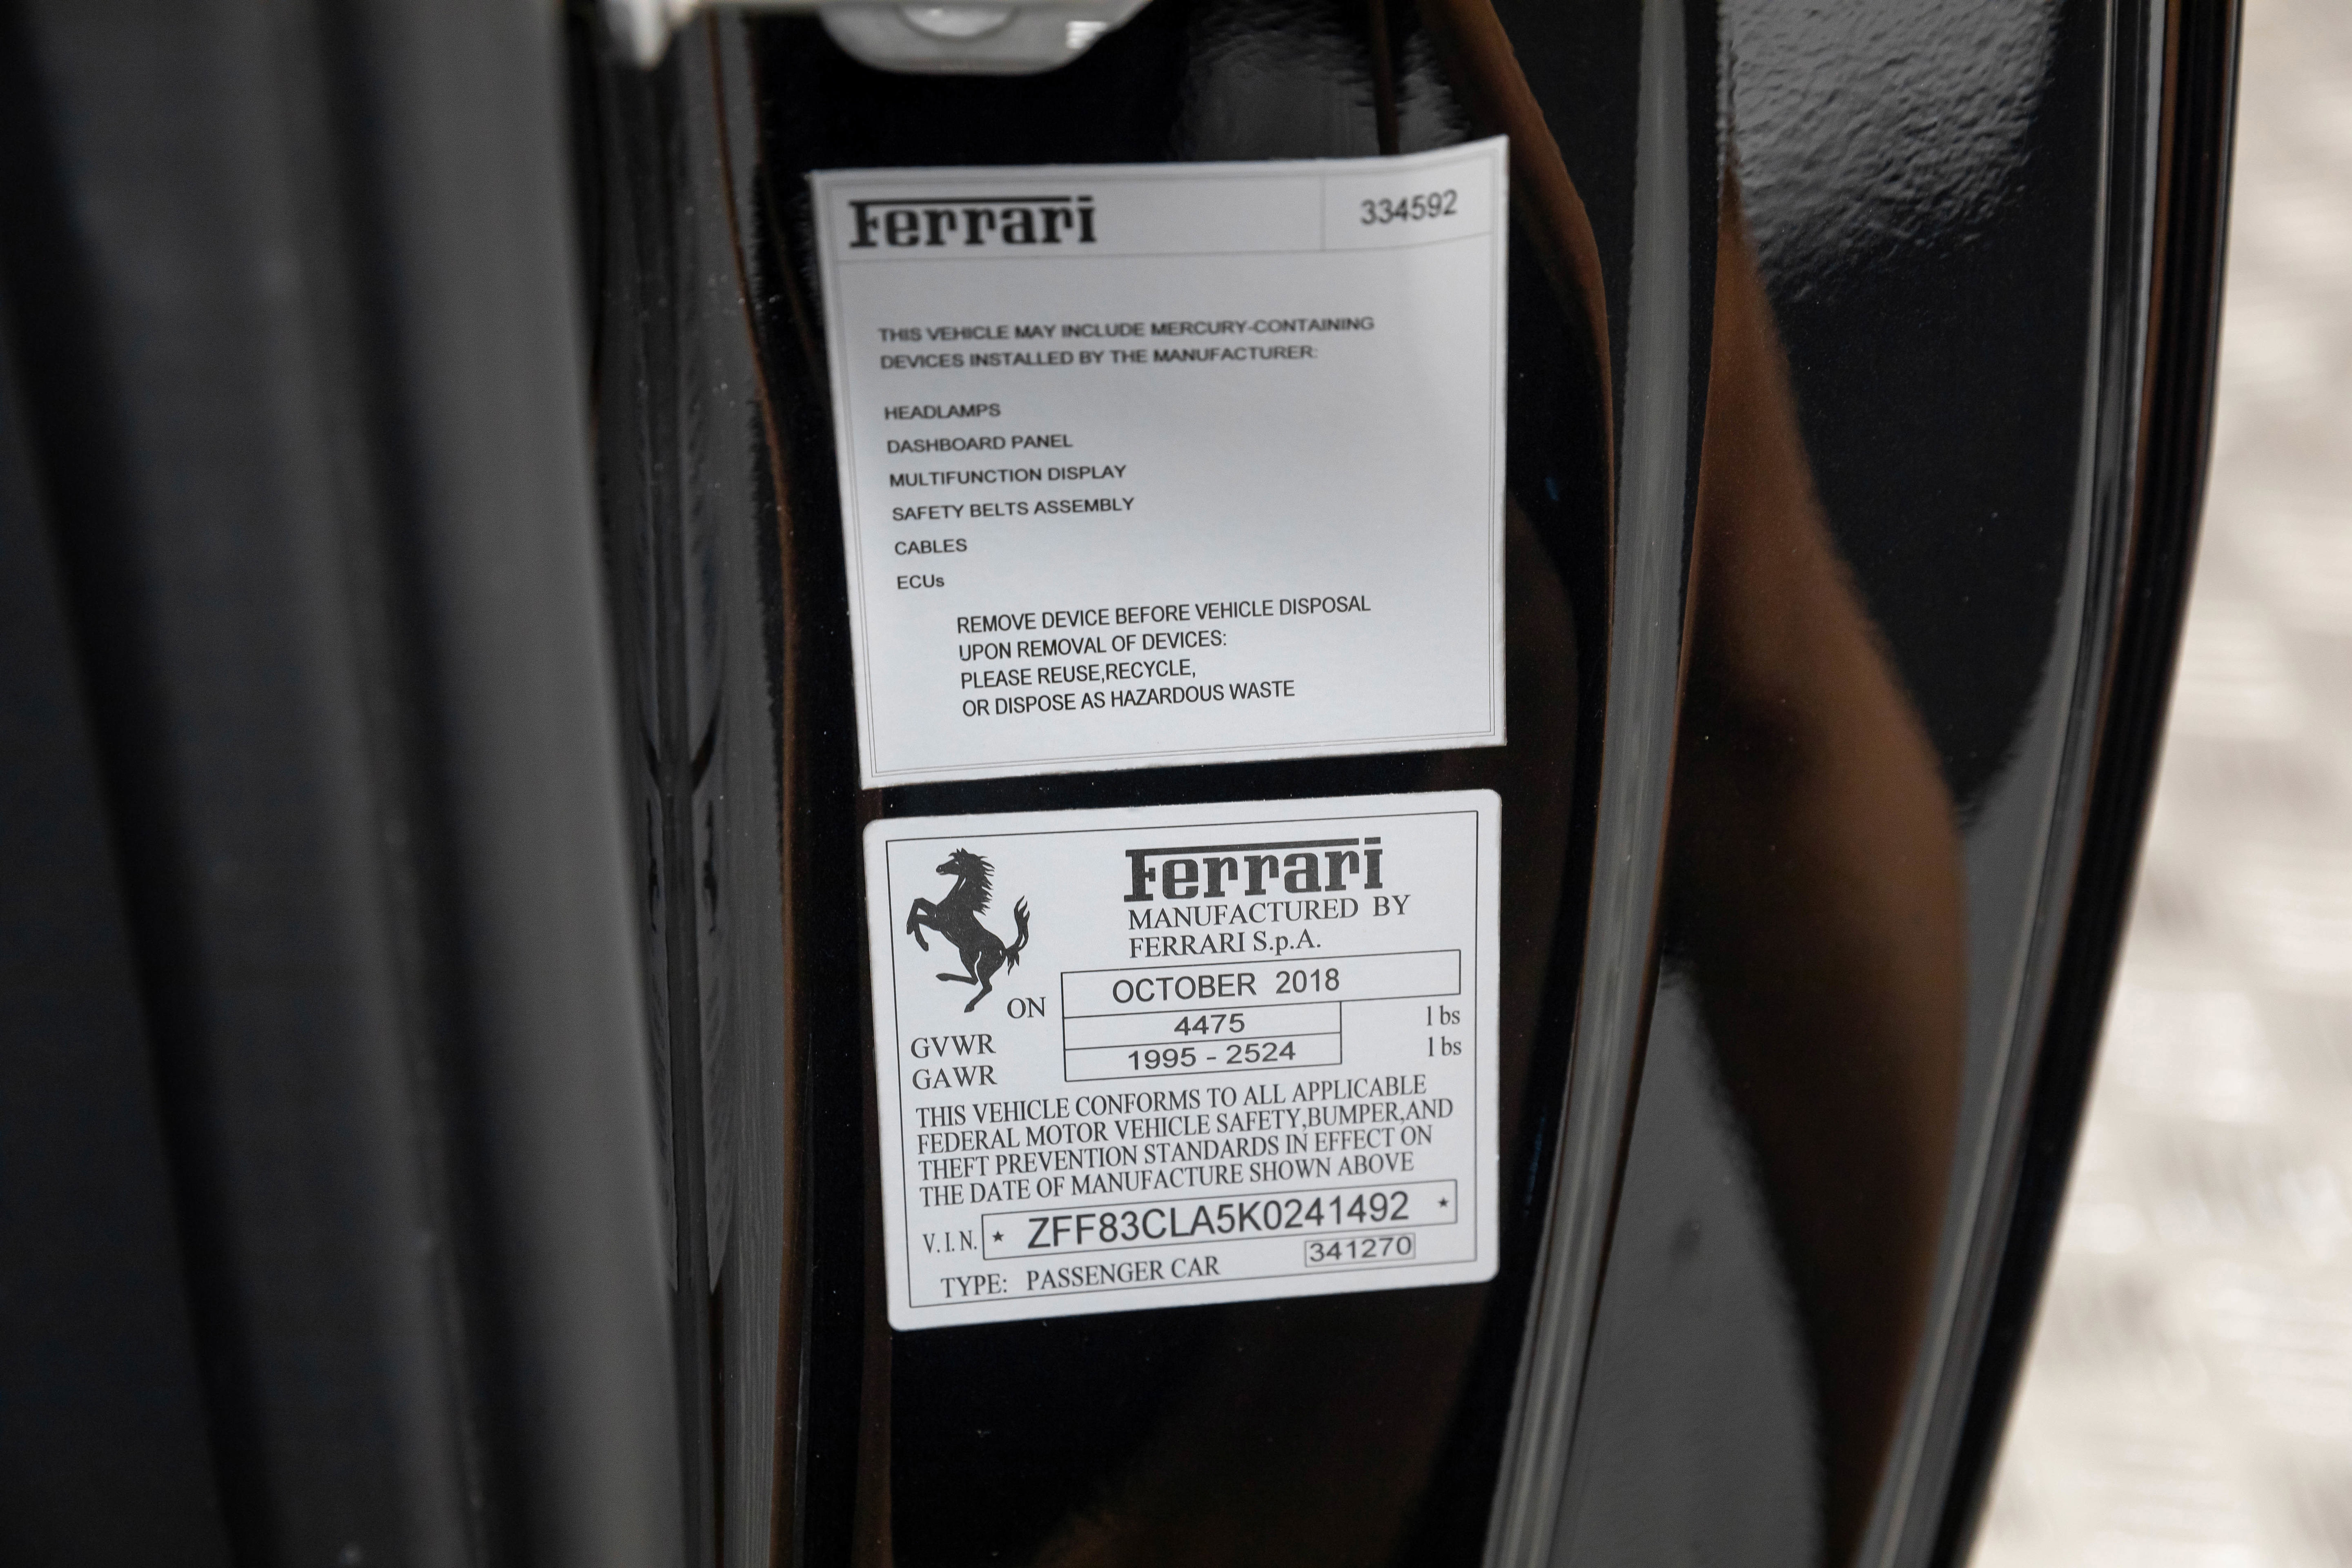 Ferrari 334592
THIS VEHICLE MAY INCLUDE MERCURY-CONTAINING
DEVICES INSTALLED BY THE MANUFACTURER:
HEADLAMPS
DASHBOARD PANEL
MULTIFUNCTION DISPLAY
SAFETY BELTS ASSEMBLY
CABLES
ECUs
REMOVE DEVICE BEFORE VEHICLE DISPOSAL
UPON REMOVAL OF DEVICES:
PLEASE REUSE,RECYCLE,
OR DISPOSE AS HAZARDOUS WASTE
Ferrari
MANUFACTURED BY
FERRARI S.p.A.
ON OCTOBER 2018
GVWR 4475 lbs
GAWR 1995 - 2524 lbs
THIS VEHICLE CONFORMS TO ALL APPLICABLE
FEDERAL MOTOR VEHICLE SAFETY,BUMPER,AND
THEFT PREVENTION STANDARDS IN EFFECT ON
THE DATE OF MANUFACTURE SHOWN ABOVE
V.I.N. * ZFF83CLA5K0241492 *
TYPE: PASSENGER CAR 341270